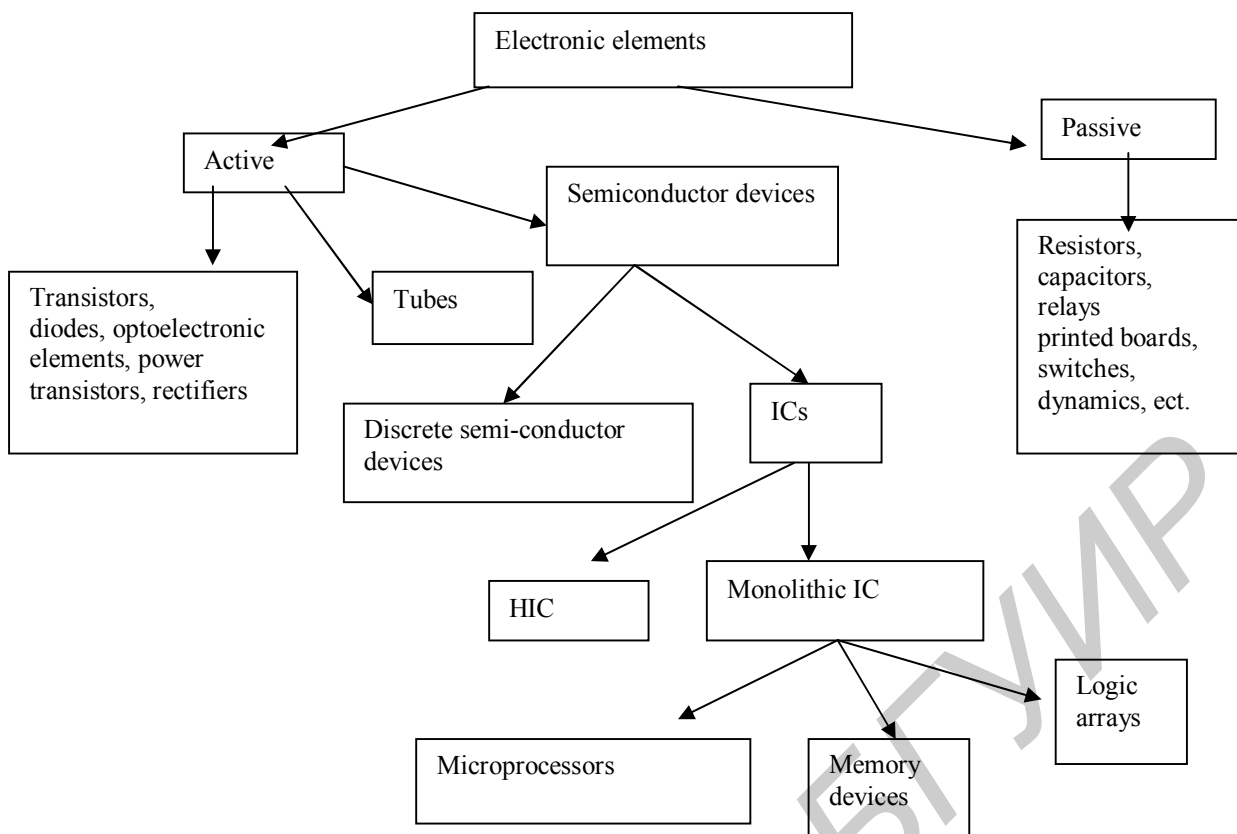 Electronic elements
Active
Passive
Semiconductor devices
Transistors,
diodes, optoelectronic
elements, power
transistors, rectifiers
Tubes
Resistors,
capacitors,
relays
printed boards,
switches,
dynamics, ect.
Discrete semi-conductor
devices
ICs
HIC
Monolithic IC
Microprocessors
Memory
devices
Logic
arrays
БГУИР